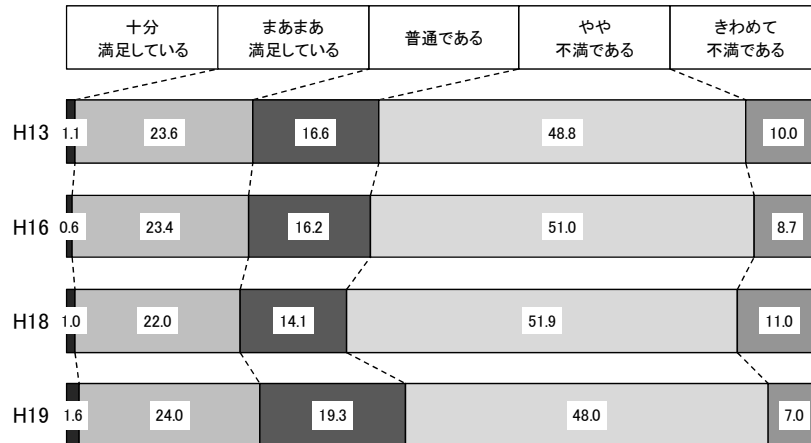 十分
満足している
まあまあ
満足している
普通である
やや
不満である
きわめて
不満である
H13 1.1 23.6 16.6 48.8 10.0
H16 0.6 23.4 16.2 51.0 8.7
H18 1.0 22.0 14.1 51.9 11.0
H19 1.6 24.0 19.3 48.0 7.0